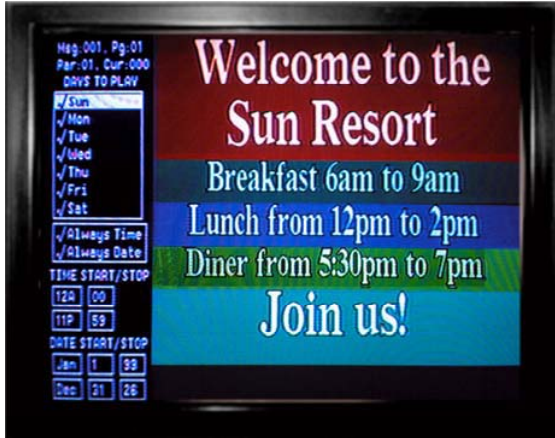 Msg:001, Pg:01
Par:01, Cur:000
DAYS TO PLAY
✓Sun
✓Mon
✓Tue
✓Wed
✓Thu
✓Fri
✓Sat
✓Always Time
✓Always Date
TIME START/STOP
12A 00
11P 59
DATE START/STOP
Jan 1 99
Dec 31 26
Welcome to the
Sun Resort
Breakfast 6am to 9am
Lunch from 12pm to 2pm
Diner from 5:30pm to 7pm
Join us!